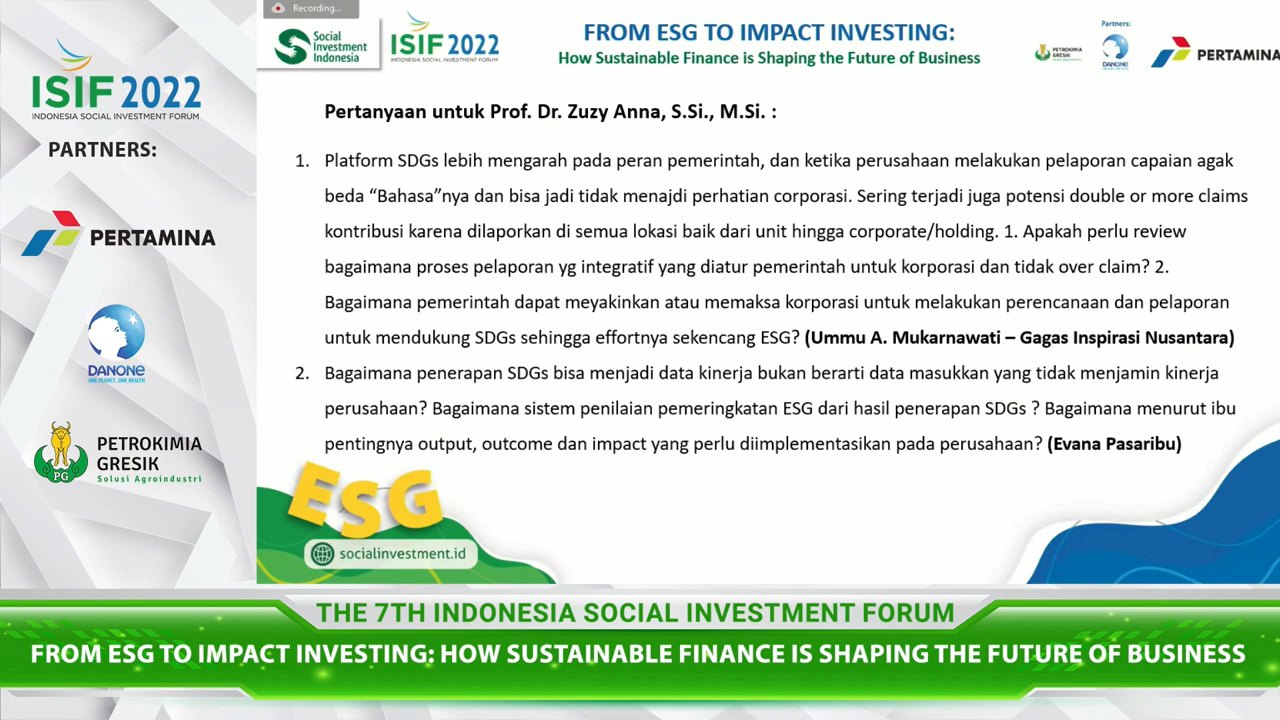 Recording...
ISIF 2022
INDONESIA SOCIAL INVESTMENT FORUM
PARTNERS:
PERTAMINA
DANONE
ONE PLANET. ONE HEALTH
PG
PETROKIMIA
GRESIK
Solusi Agroindustri
Social
Investment
Indonesia
ISIF 2022
INDONESIA SOCIAL INVESTMENT FORUM
FROM ESG TO IMPACT INVESTING:
How Sustainable Finance is Shaping the Future of Business
Partners:
PETROKIMIA
GRESIK
DANONE
PERTAMINA
Pertanyaan untuk Prof. Dr. Zuzy Anna, S.Si., M.Si. :
1. Platform SDGs lebih mengarah pada peran pemerintah, dan ketika perusahaan melakukan pelaporan capaian agak
beda “Bahasa”nya dan bisa jadi tidak menajdi perhatian corporasi. Sering terjadi juga potensi double or more claims
kontribusi karena dilaporkan di semua lokasi baik dari unit hingga corporate/holding. 1. Apakah perlu review
bagaimana proses pelaporan yg integratif yang diatur pemerintah untuk korporasi dan tidak over claim? 2.
Bagaimana pemerintah dapat meyakinkan atau memaksa korporasi untuk melakukan perencanaan dan pelaporan
untuk mendukung SDGs sehingga effortnya sekencang ESG? (Ummu A. Mukarnawati – Gagas Inspirasi Nusantara)
2. Bagaimana penerapan SDGs bisa menjadi data kinerja bukan berarti data masukkan yang tidak menjamin kinerja
perusahaan? Bagaimana sistem penilaian pemeringkatan ESG dari hasil penerapan SDGs ? Bagaimana menurut ibu
pentingnya output, outcome dan impact yang perlu diimplementasikan pada perusahaan? (Evana Pasaribu)
ESG
socialinvestment.id
THE 7TH INDONESIA SOCIAL INVESTMENT FORUM
FROM ESG TO IMPACT INVESTING: HOW SUSTAINABLE FINANCE IS SHAPING THE FUTURE OF BUSINESS